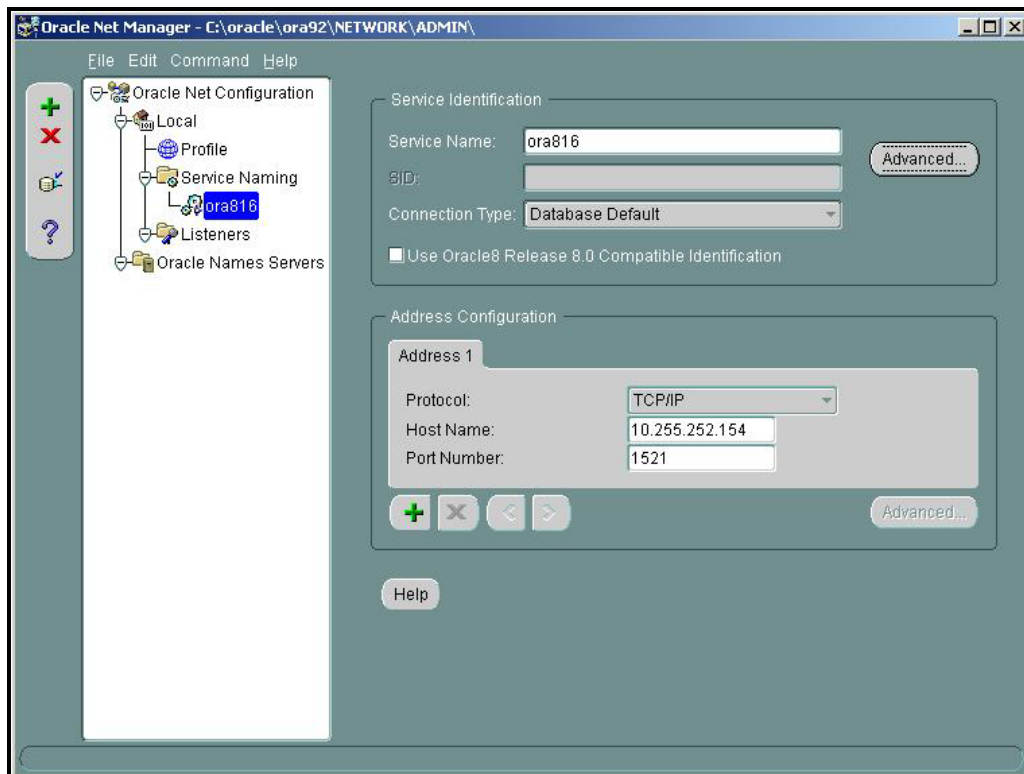 Oracle Net Manager - C:\oracle\ora92\NETWORK\ADMIN\
File Edit Command Help
Oracle Net Configuration
Local
Profile
Service Naming
ora816
Listeners
Oracle Names Servers
Service Identification
Service Name: ora816
Advanced...
SID:
Connection Type: Database Default
Use Oracle8 Release 8.0 Compatible Identification
Address Configuration
Address 1
Protocol: TCP/IP
Host Name: 10.255.252.154
Port Number: 1521
Advanced...
Help